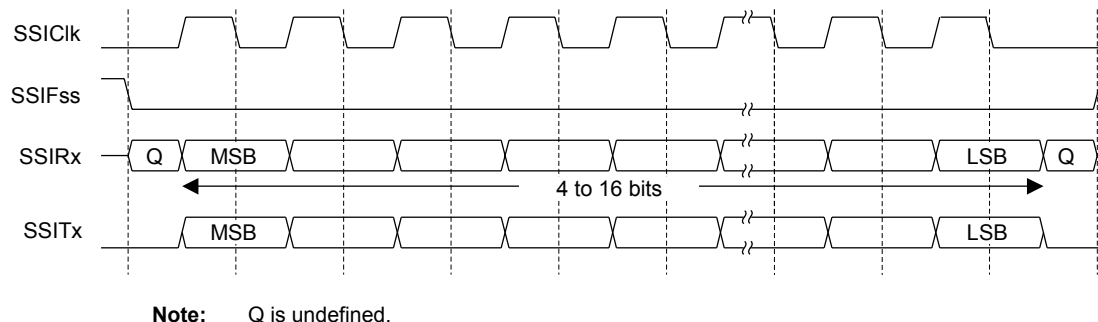 SSIClk
SSIFss
SSIRx Q MSB LSB Q
4 to 16 bits
SSITx MSB LSB
Note: Q is undefined.